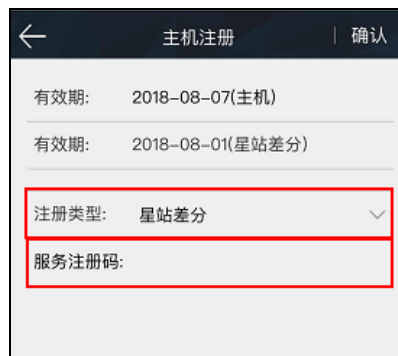 主机注册 | 确认
有效期: 2018-08-07(主机)
有效期: 2018-08-01(星站差分)
注册类型: 星站差分
服务注册码: